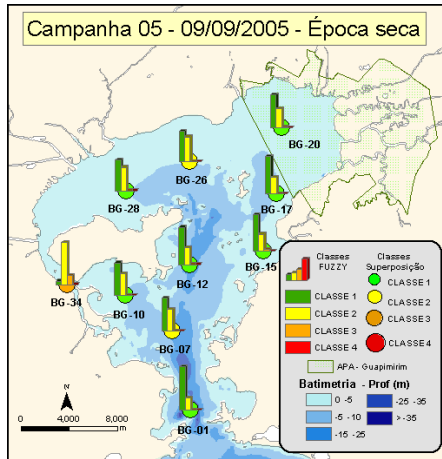 Campanha 05 - 09/09/2005 - Época seca
BG-20
BG-26
BG-28
BG-17
BG-15
BG-12
BG-34
BG-10
BG-07
BG-01
N
4,000 0 4,000 8,000
m
Classes
FUZZY
Classes
Superposição
CLASSE 1
CLASSE 2
CLASSE 3
CLASSE 4
CLASSE 1
CLASSE 2
CLASSE 3
CLASSE 4
APA - Guapimirim
Batimetria - Prof (m)
0 -5
-5 -10
-15 -25
-25 -35
>-35